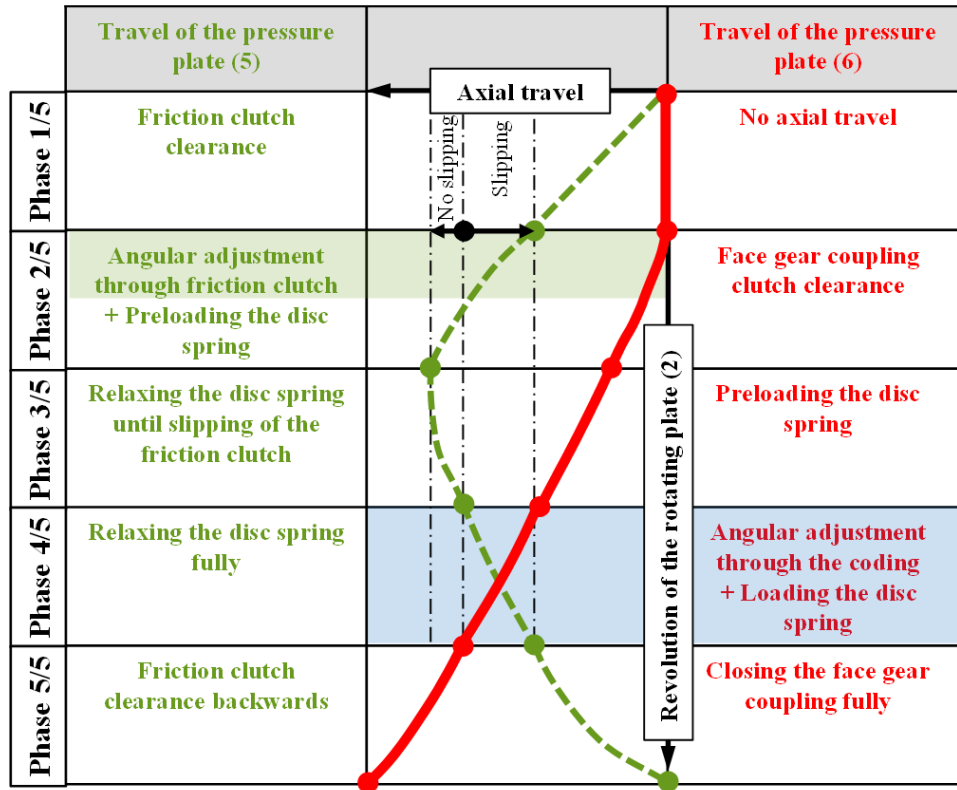 Travel of the pressure
plate (5)
Travel of the pressure
plate (6)
Axial travel
Phase 1/5
Friction clutch
clearance
No slipping
Slipping
No axial travel
Phase 2/5
Angular adjustment
through friction clutch
+ Preloading the disc
spring
Face gear coupling
clutch clearance
Revolution of the rotating plate (2)
Phase 3/5
Relaxing the disc spring
until slipping of the
friction clutch
Preloading the disc
spring
Phase 4/5
Relaxing the disc spring
fully
Angular adjustment
through the coding
+ Loading the disc
spring
Phase 5/5
Friction clutch
clearance backwards
Closing the face gear
coupling fully